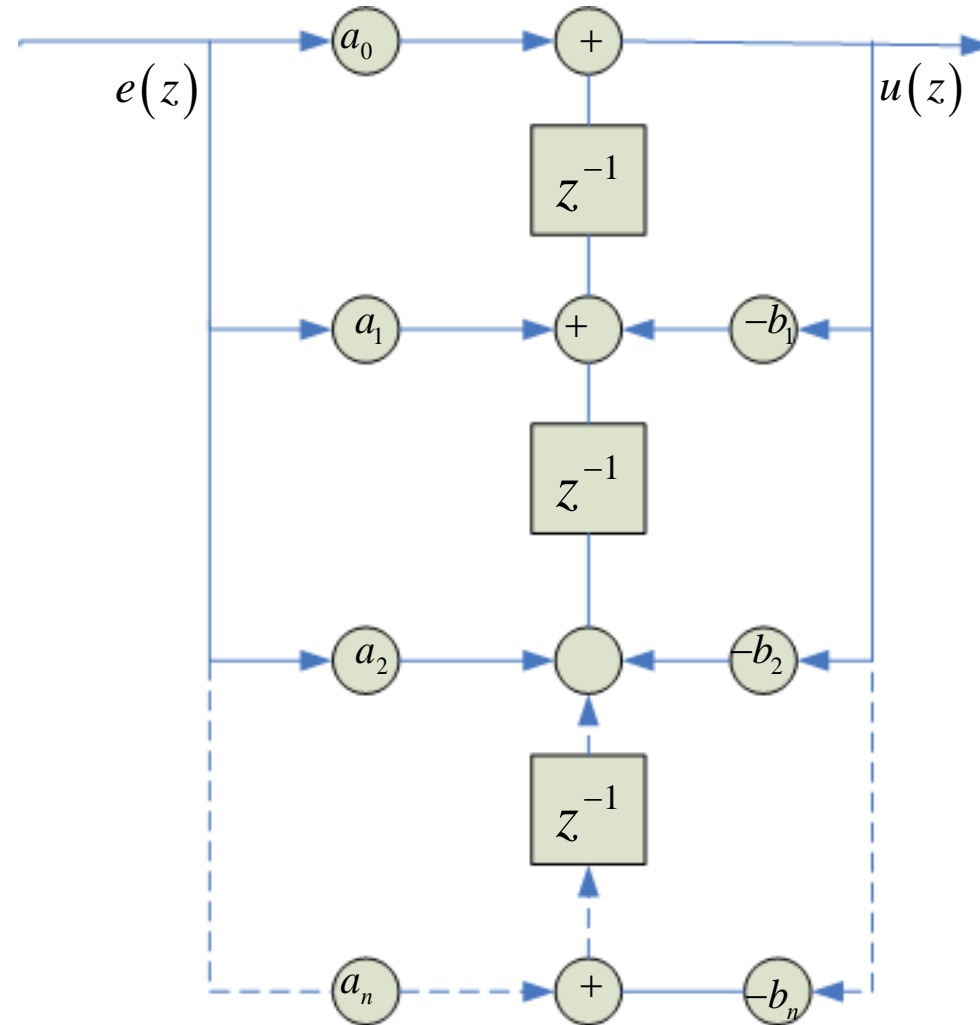 a₀ +
e(z) u(z)
z⁻¹
a₁ + −b₁
z⁻¹
a₂ −b₂
z⁻¹
aₙ + −bₙ